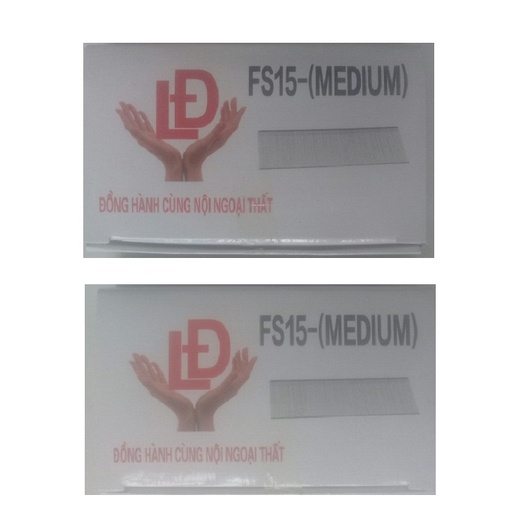 LĐ
FS15-(MEDIUM)
ĐỒNG HÀNH CÙNG NỘI NGOẠI THẤT
LĐ
FS15-(MEDIUM)
ĐỒNG HÀNH CÙNG NỘI NGOẠI THẤT